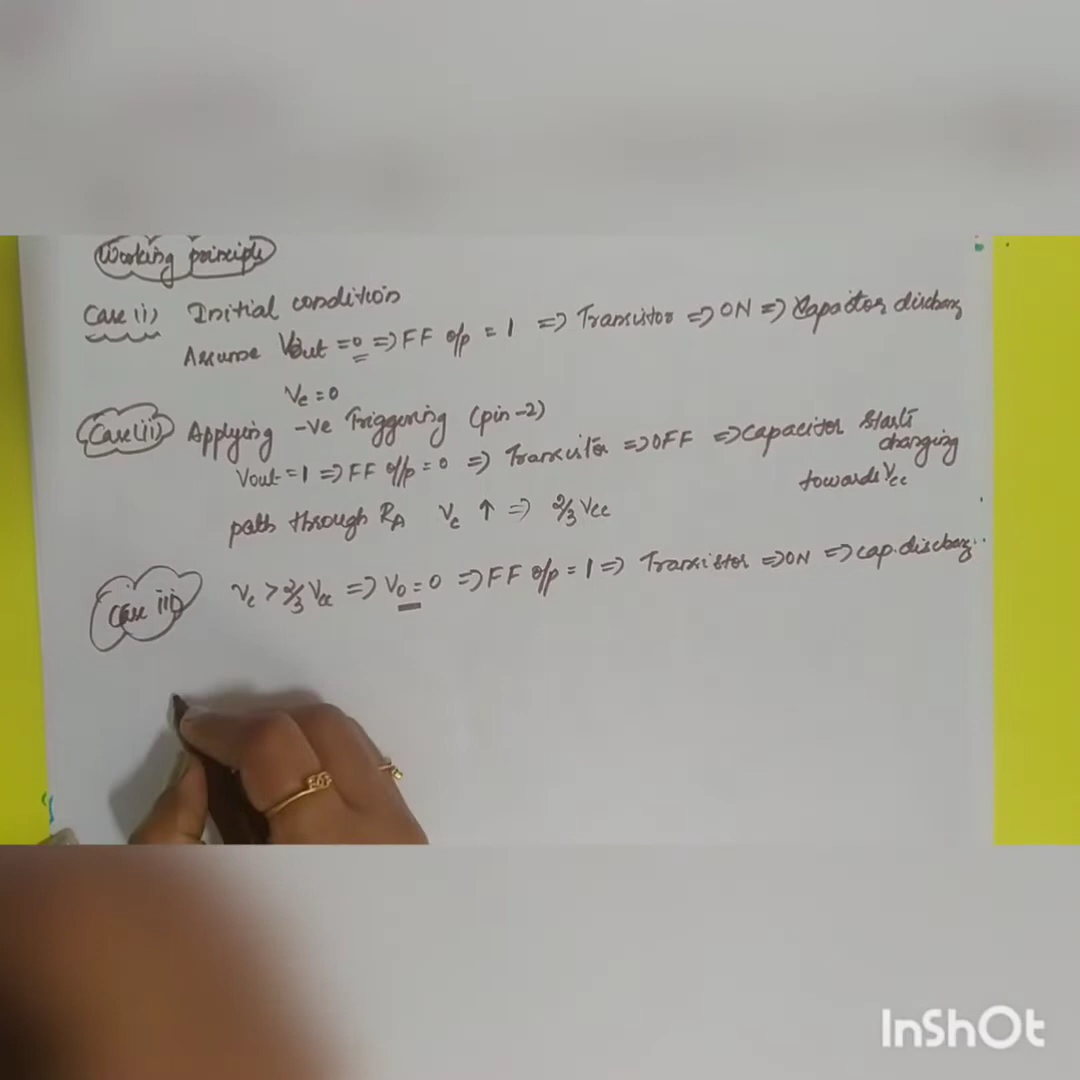 Working principle
Case (i) Initial condition
Assume Vout = 0 => FF o/p = 1 => Transistor => ON => Capacitor discharg
Vc = 0
Case (ii) Applying -ve Triggering (pin-2)
Vout = 1 => FF o/p = 0 => Transistor => OFF => Capacitor starts charging
towards Vcc
path through RA Vc ↑ => 2/3 Vcc
Case iii) Vc > 2/3 Vcc => Vo = 0 => FF o/p = 1 => Transistor => ON => cap. discharg..
InShOt